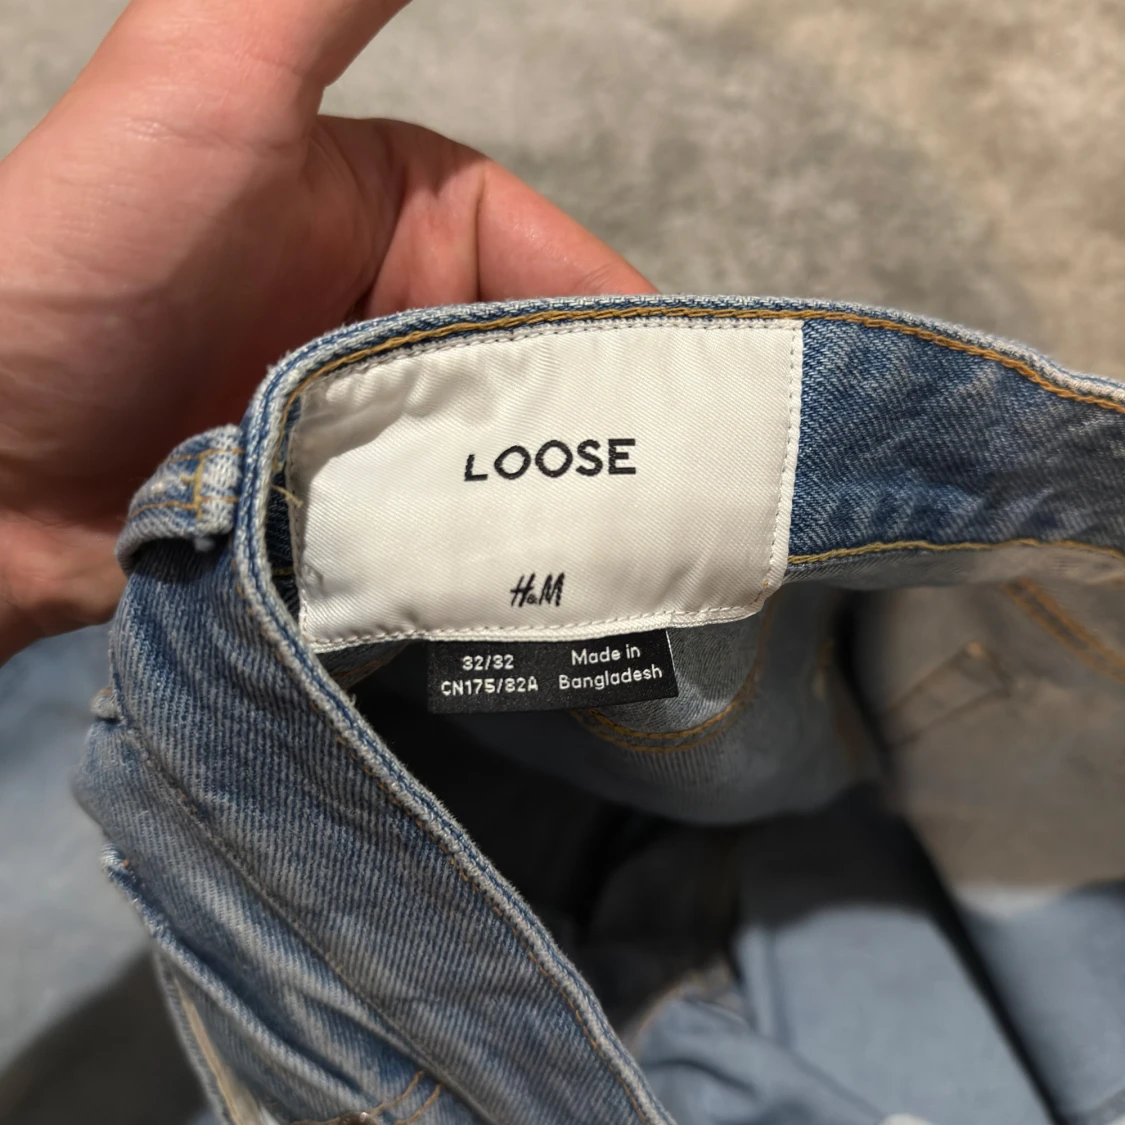 LOOSE
H&M
32/32
CN175/82A
Made in
Bangladesh